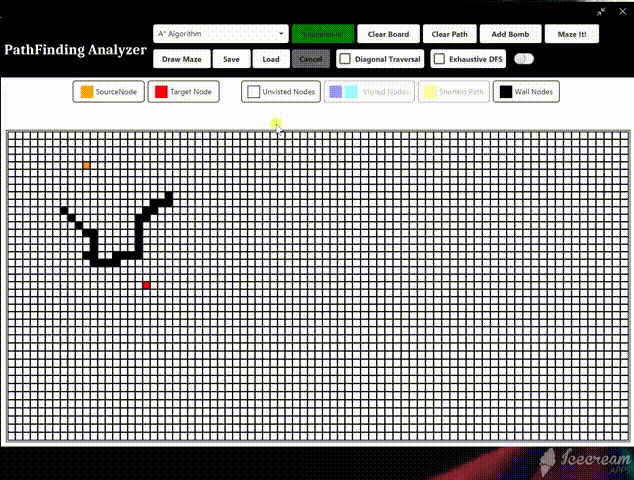 A* Algorithm
Clear Board
Clear Path
Add Bomb
Maze It!
PathFinding Analyzer
Draw Maze
Save
Load
Cancel
Diagonal Traversal
Exhaustive DFS
SourceNode
Target Node
Unvisted Nodes
Visited Nodes
Shortest Path
Wall Nodes
Icecream
APPS